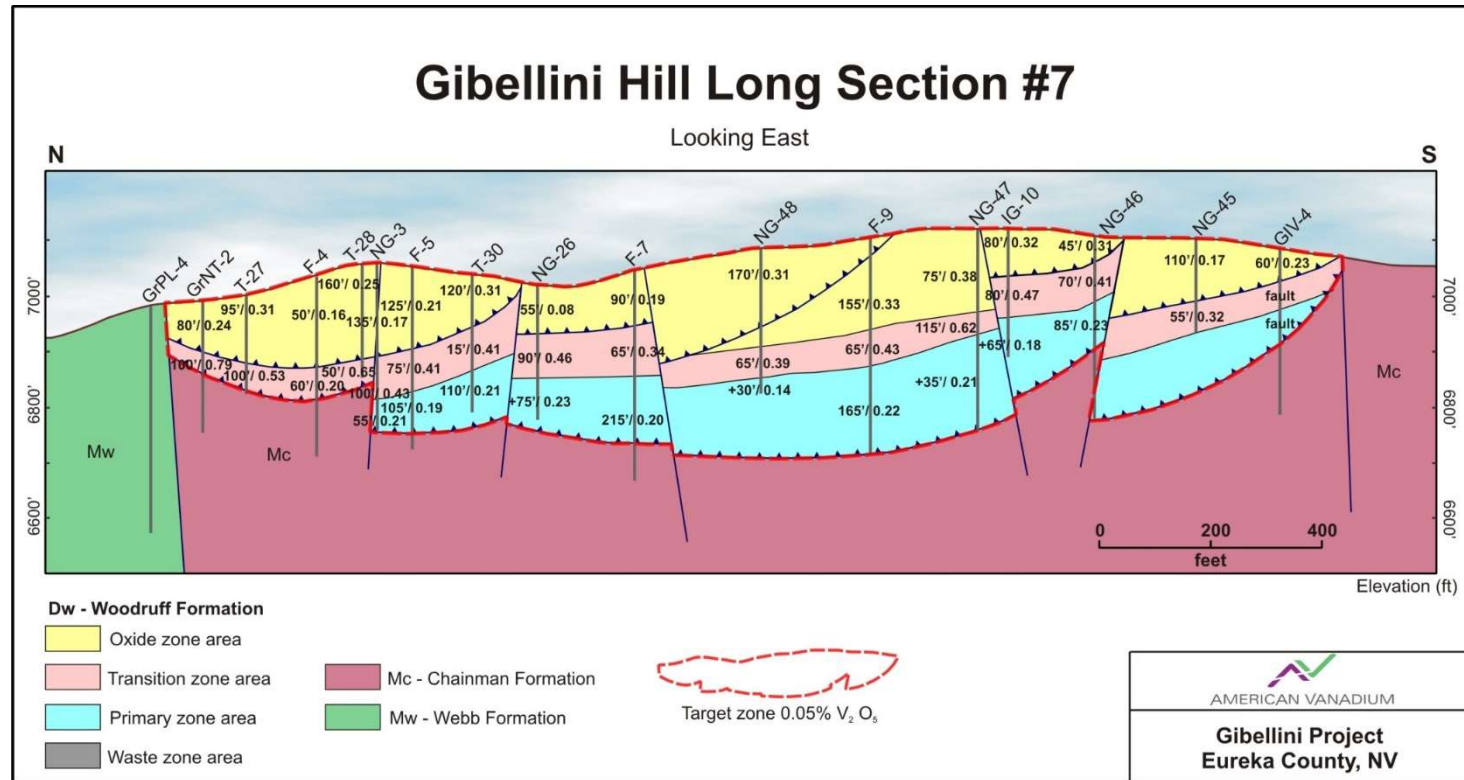 Gibellini Hill Long Section #7
Looking East
N
S
GrPL-4
GrNT-2
T-27
F-4
T-28
NG-3
F-5
T-30
NG-26
F-7
NG-48
F-9
NG-47
IG-10
NG-46
NG-45
GIV-4
7000'
6800'
6600'
7000'
6800'
6600'
80'/ 0.24
95'/ 0.31
50'/ 0.16
160'/ 0.25
135'/ 0.17
125'/ 0.21
120'/ 0.31
55'/ 0.08
90'/ 0.19
170'/ 0.31
155'/ 0.33
75'/ 0.38
80'/ 0.32
45'/ 0.31
110'/ 0.17
60'/ 0.23
100'/ 0.79
100'/ 0.53
50'/ 0.65
60'/ 0.20
100'/ 0.43
75'/ 0.41
15'/ 0.41
90'/ 0.46
65'/ 0.34
65'/ 0.39
65'/ 0.43
115'/ 0.62
80'/ 0.47
70'/ 0.41
55'/ 0.32
fault
fault
55'/ 0.21
105'/ 0.19
110'/ 0.21
+75'/ 0.23
215'/ 0.20
+30'/ 0.14
165'/ 0.22
+35'/ 0.21
+65'/ 0.18
85'/ 0.23
Mw
Mc
Mc
0 200 400
feet
Elevation (ft)
Dw - Woodruff Formation
Oxide zone area
Transition zone area
Primary zone area
Waste zone area
Mc - Chainman Formation
Mw - Webb Formation
Target zone 0.05% V₂ O₅
AMERICAN VANADIUM
Gibellini Project
Eureka County, NV